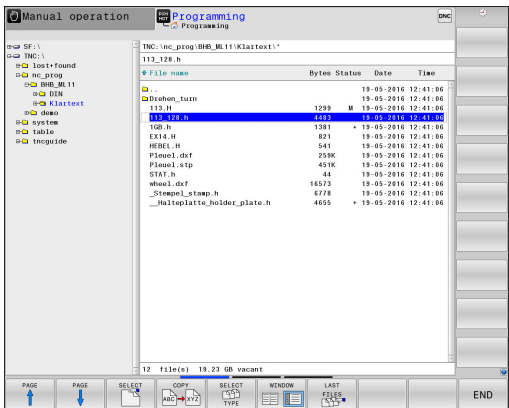 Manual operation
PGM NOT
Programming
Programming
DNC
SF:\
TNC:\
lost+found
nc_prog
BHB_ML11
DIN
Klartext
demo
system
table
tncguide
TNC:\nc_prog\BHB_ML11\Klartext\*
113_128.h
File name Bytes Status Date Time
.. 19-05-2016 12:41:06
Drehen_turn 19-05-2016 12:41:06
113.H 1299 M 19-05-2016 12:41:06
113_128.h 4483 19-05-2016 12:41:06
1GB.h 1381 + 19-05-2016 12:41:06
EX14.H 821 19-05-2016 12:41:06
HEBEL.H 541 19-05-2016 12:41:06
Pleuel.dxf 259K 19-05-2016 12:41:06
Pleuel.stp 451K 19-05-2016 12:41:06
STAT.h 44 19-05-2016 12:41:06
wheel.dxf 16573 19-05-2016 12:41:06
_Stempel_stamp.h 6778 19-05-2016 12:41:06
__Halteplatte_holder_plate.h 4655 + 19-05-2016 12:41:06
12 file(s) 19.23 GB vacant
PAGE
PAGE
SELECT
COPY
ABC XYZ
SELECT
TYPE
WINDOW
LAST
FILES
END